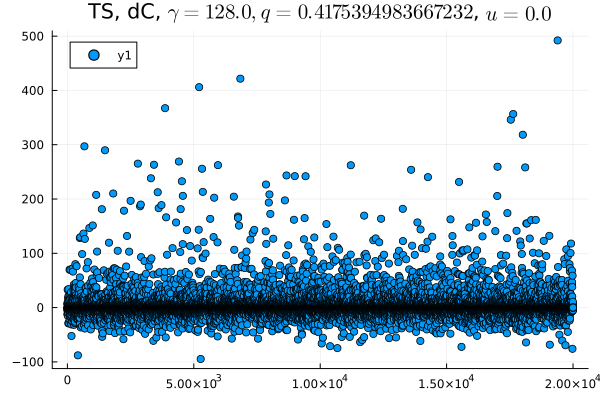 TS, dC, γ = 128.0, q = 0.4175394983667232, u = 0.0
500
y1
400
300
200
100
0
−100
0 5.00×10³ 1.00×10⁴ 1.50×10⁴ 2.00×10⁴